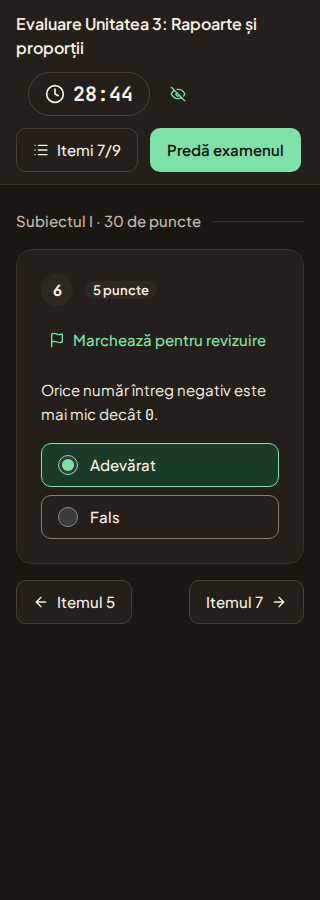 Evaluare Unitatea 3: Rapoarte și
proporții
28:44
Itemi 7/9
Predă examenul
Subiectul I · 30 de puncte
6
5 puncte
Marchează pentru revizuire
Orice număr întreg negativ este
mai mic decât 0.
Adevărat
Fals
Itemul 5
Itemul 7